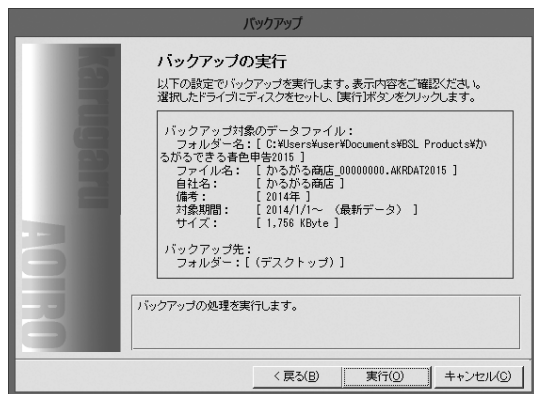 バックアップ
karugaru
AOIRO
バックアップの実行
以下の設定でバックアップを実行します。表示内容をご確認ください。
選択したドライブにディスクをセットし、[実行]ボタンをクリックします。
バックアップ対象のデータファイル：
フォルダー名：[ C:¥Users¥user¥Documents¥BSL Products¥か
るがるできる青色申告2015 ]
ファイル名： [ かるがる商店_00000000.AKRDAT2015 ]
自社名： [ かるがる商店 ]
備考： [ 2014年 ]
対象期間： [ 2014/1/1～ （最新データ） ]
サイズ： [ 1,756 KByte ]
バックアップ先：
フォルダー：[（デスクトップ）]
バックアップの処理を実行します。
< 戻る(B) 実行(O) キャンセル(C)